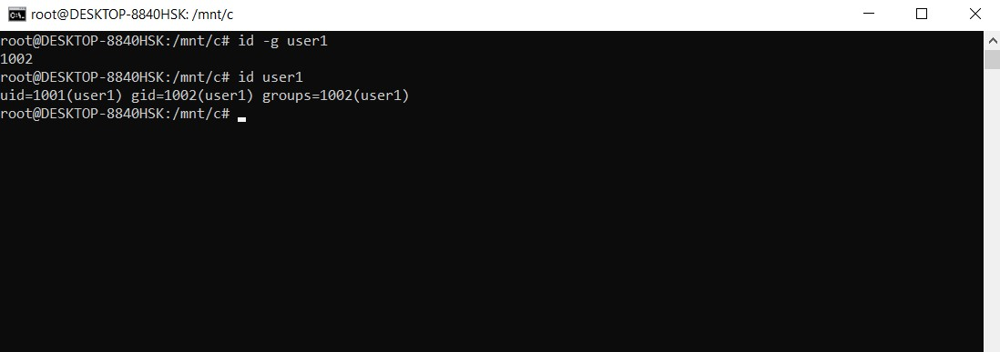 root@DESKTOP-8840HSK: /mnt/c
root@DESKTOP-8840HSK:/mnt/c# id -g user1
1002
root@DESKTOP-8840HSK:/mnt/c# id user1
uid=1001(user1) gid=1002(user1) groups=1002(user1)
root@DESKTOP-8840HSK:/mnt/c#